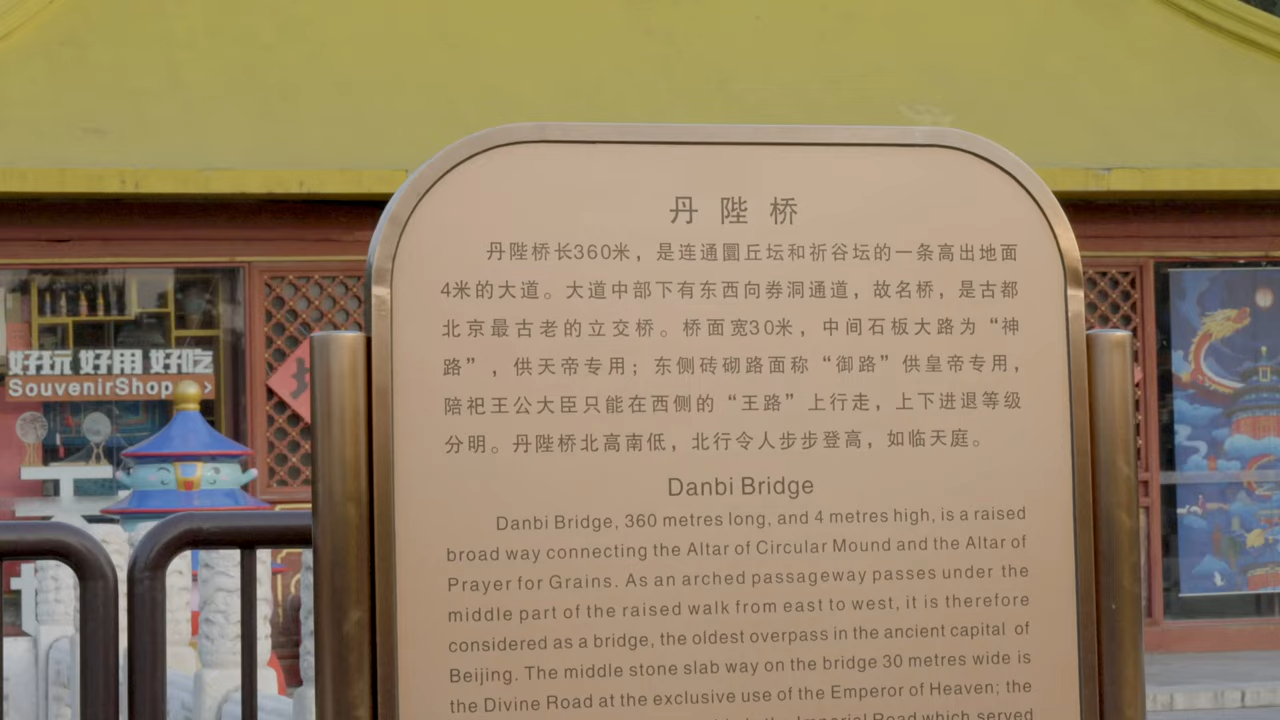 丹陛桥
丹陛桥长360米，是连通圜丘坛和祈谷坛的一条高出地面
4米的大道。大道中部下有东西向券洞通道，故名桥，是古都
北京最古老的立交桥。桥面宽30米，中间石板大路为“神
路”，供天帝专用；东侧砖砌路面称“御路”供皇帝专用，
陪祀王公大臣只能在西侧的“王路”上行走，上下进退等级
分明。丹陛桥北高南低，北行令人步步登高，如临天庭。
Danbi Bridge
Danbi Bridge, 360 metres long, and 4 metres high, is a raised
broad way connecting the Altar of Circular Mound and the Altar of
Prayer for Grains. As an arched passageway passes under the
middle part of the raised walk from east to west, it is therefore
considered as a bridge, the oldest overpass in the ancient capital of
Beijing. The middle stone slab way on the bridge 30 metres wide is
the Divine Road at the exclusive use of the Emperor of Heaven; the
the Imperial Road which served
好玩 好用 好吃
SouvenirShop